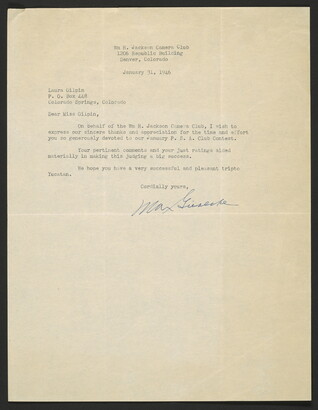 Wm H. Jackson Camera Club
1204 Republic Building
Denver, Colorado
January 31, 1946
Laura Gilpin
P. O. Box
Colorado Springs, Colorado
Dear Miss Gilpin,
On behalf of the Wm H. Jackson Camera Club, I wish to
express our sincere thanks and appreciation for the time and effort
you so generously devoted to our January P. S. A. Club Contest.
Your pertinent comments and your just ratings aided
materially in making this judging a big success.
We hope you have a very successful and pleasant trip to
Cordially yours,
Max